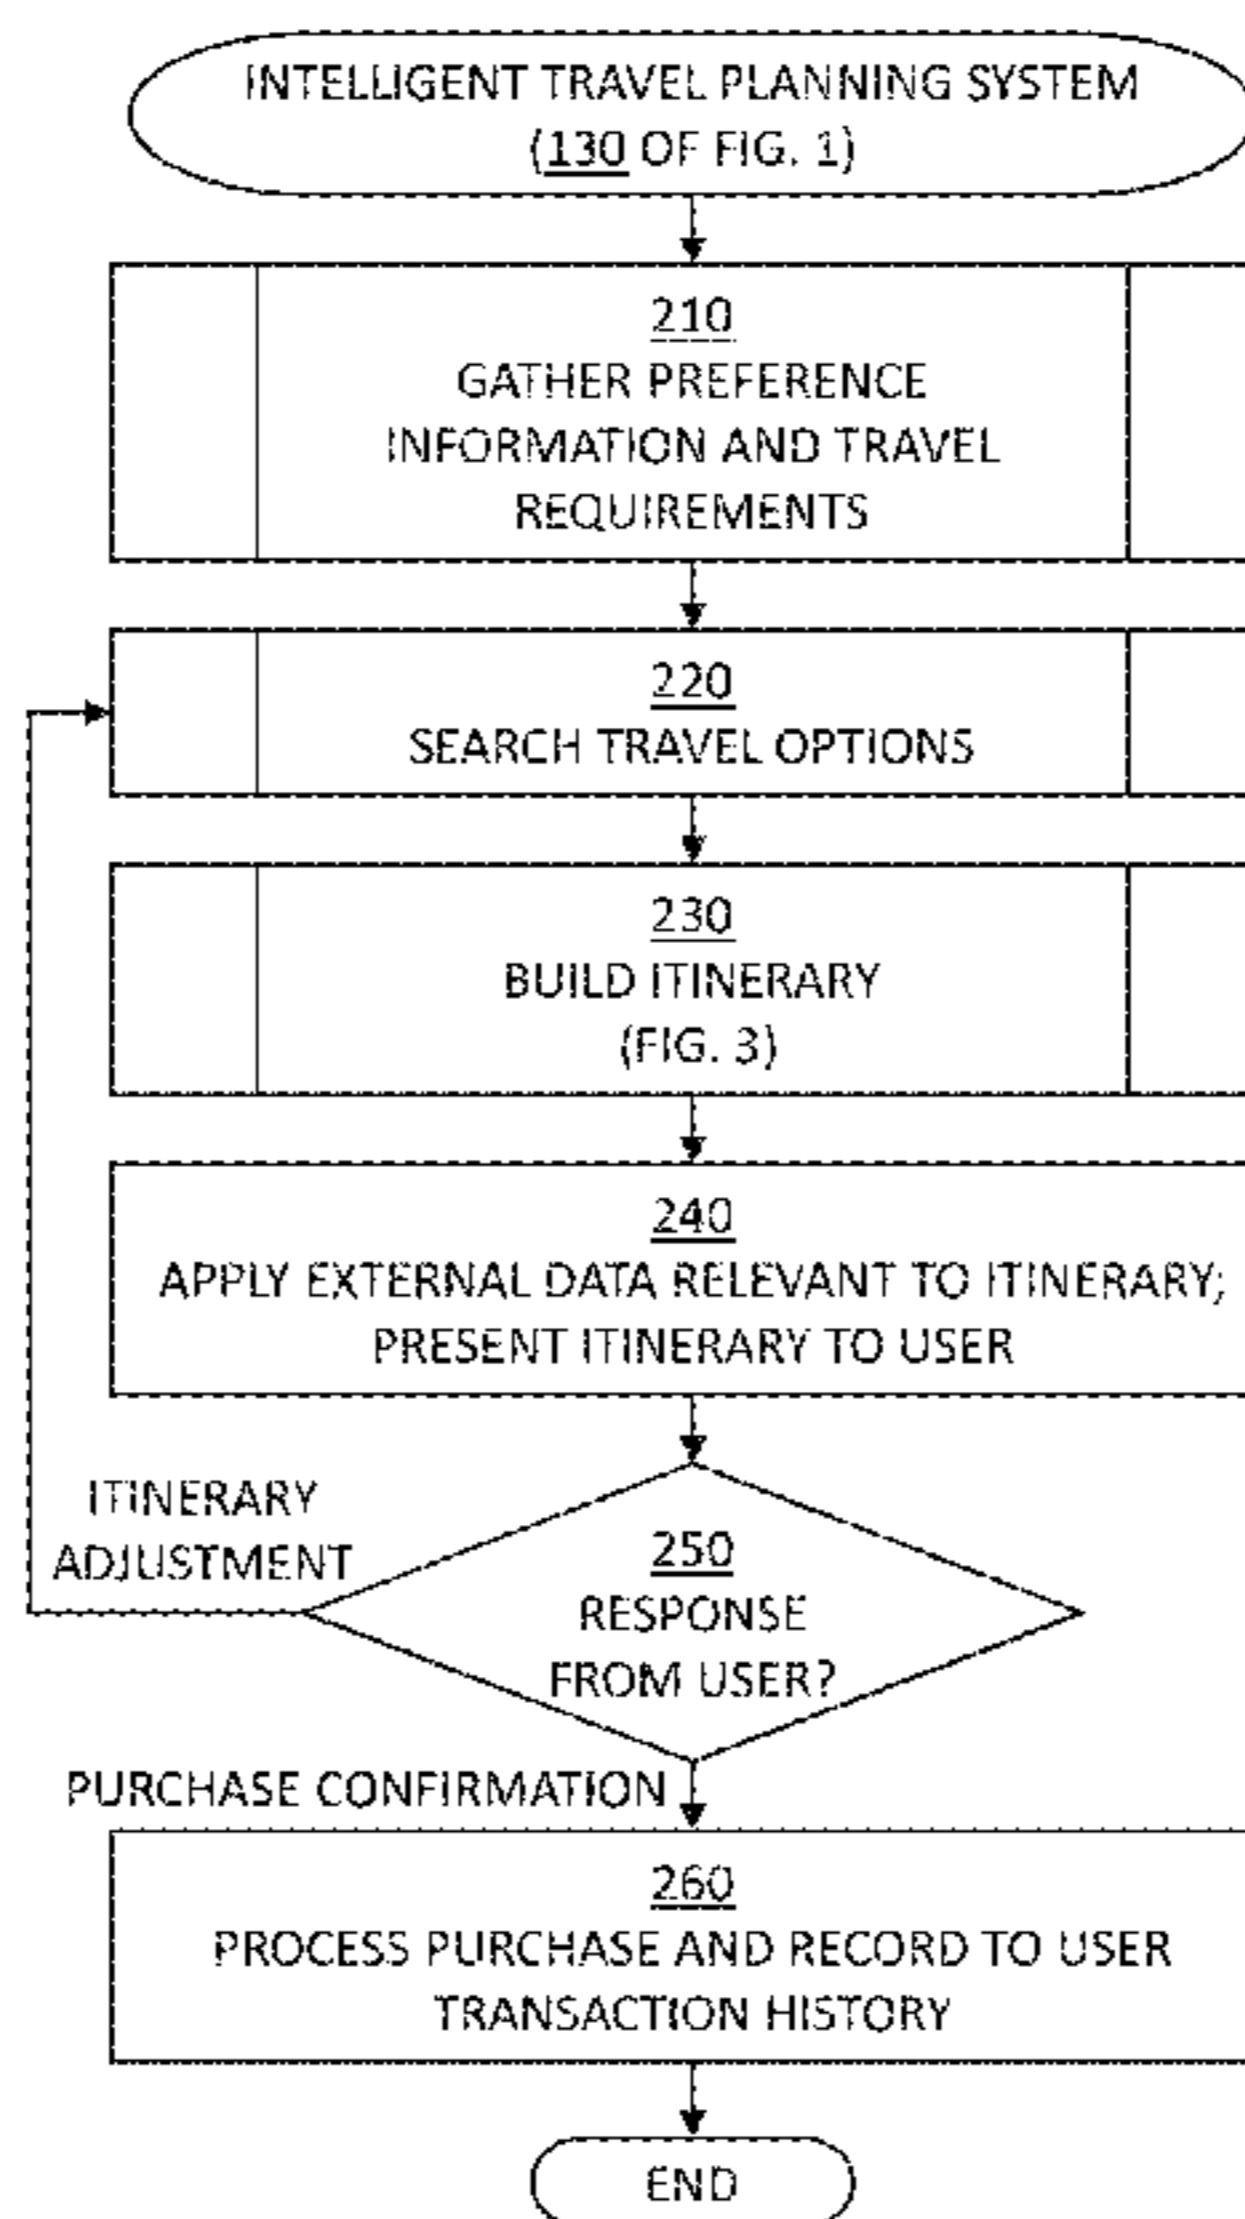 INTELLIGENT TRAVEL PLANNING SYSTEM
(130 OF FIG. 1)
210
GATHER PREFERENCE
INFORMATION AND TRAVEL
REQUIREMENTS
220
SEARCH TRAVEL OPTIONS
230
BUILD ITINERARY
(FIG. 3)
240
APPLY EXTERNAL DATA RELEVANT TO ITINERARY;
PRESENT ITINERARY TO USER
ITINERARY
ADJUSTMENT
250
RESPONSE
FROM USER?
PURCHASE CONFIRMATION
260
PROCESS PURCHASE AND RECORD TO USER
TRANSACTION HISTORY
END